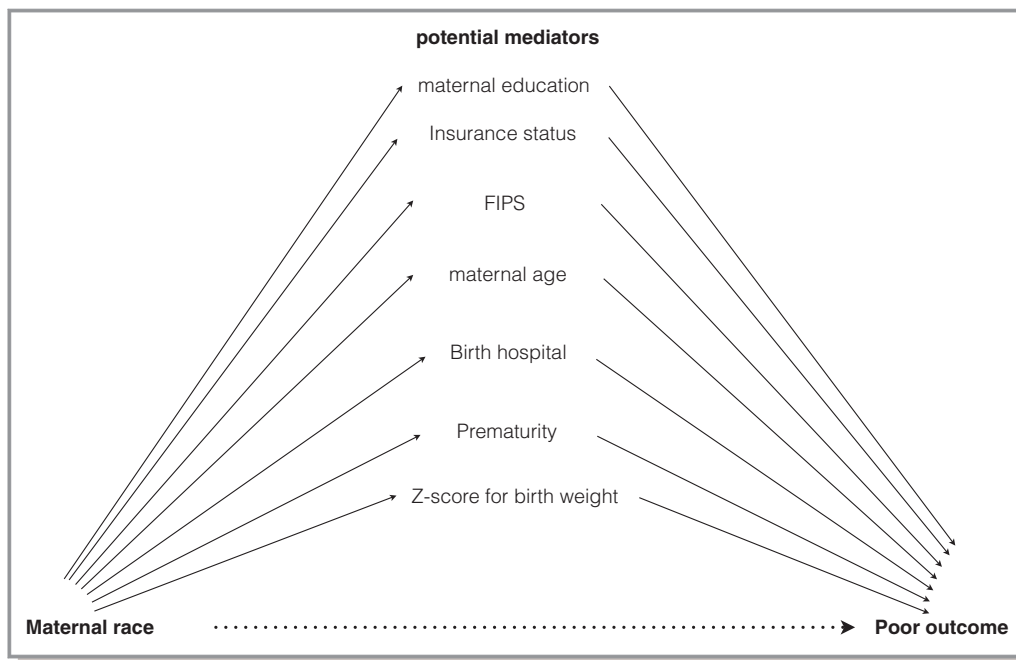 potential mediators
maternal education
Insurance status
FIPS
maternal age
Birth hospital
Prematurity
Z-score for birth weight
Maternal race
Poor outcome